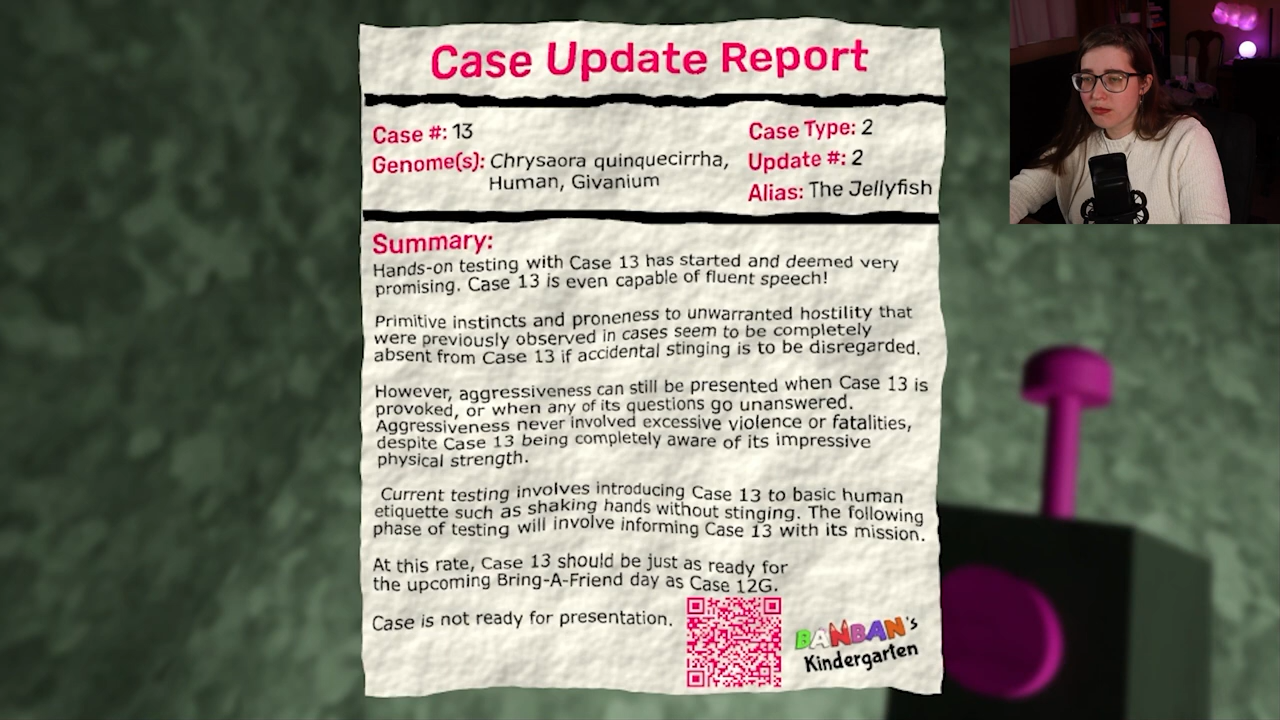 Case Update Report
Case #: 13
Case Type: 2
Genome(s): Chrysaora quinquecirrha,
Human, Givanium
Update #: 2
Alias: The Jellyfish
Summary:
Hands-on testing with Case 13 has started and deemed very
promising. Case 13 is even capable of fluent speech!
Primitive instincts and proneness to unwarranted hostility that
were previously observed in cases seem to be completely
absent from Case 13 if accidental stinging is to be disregarded.
However, aggressiveness can still be presented when Case 13 is
provoked, or when any of its questions go unanswered.
Aggressiveness never involved excessive violence or fatalities,
despite Case 13 being completely aware of its impressive
physical strength.
Current testing involves introducing Case 13 to basic human
etiquette such as shaking hands without stinging. The following
phase of testing will involve informing Case 13 with its mission.
At this rate, Case 13 should be just as ready for
the upcoming Bring-A-Friend day as Case 12G.
Case is not ready for presentation.
BANBAN's
Kindergarten